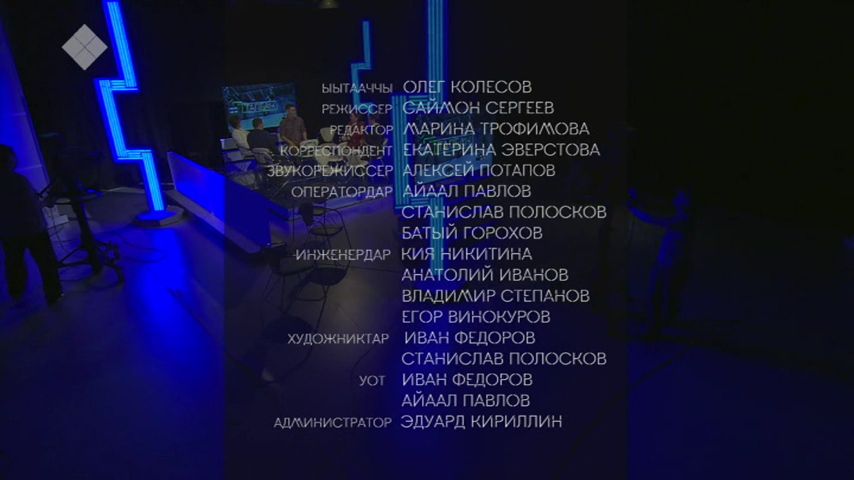 ЫЫТААЧЧЫ ОЛЕГ КОЛЕСОВ
РЕЖИССЕР САЙМОН СЕРГЕЕВ
РЕДАКТОР МАРИНА ТРОФИМОВА
КОРРЕСПОНДЕНТ ЕКАТЕРИНА ЭВЕРСТОВА
ЗВУКОРЕЖИССЕР АЛЕКСЕЙ ПОТАПОВ
ОПЕРАТОРДАР АЙААЛ ПАВЛОВ
СТАНИСЛАВ ПОЛОСКОВ
БАТЫЙ ГОРОХОВ
ИНЖЕНЕРДАР КИЯ НИКИТИНА
АНАТОЛИЙ ИВАНОВ
ВЛАДИМИР СТЕПАНОВ
ЕГОР ВИНОКУРОВ
ХУДОЖНИКТАР ИВАН ФЕДОРОВ
СТАНИСЛАВ ПОЛОСКОВ
УОТ ИВАН ФЕДОРОВ
АЙААЛ ПАВЛОВ
АДМИНИСТРАТОР ЭДУАРД КИРИЛЛИН